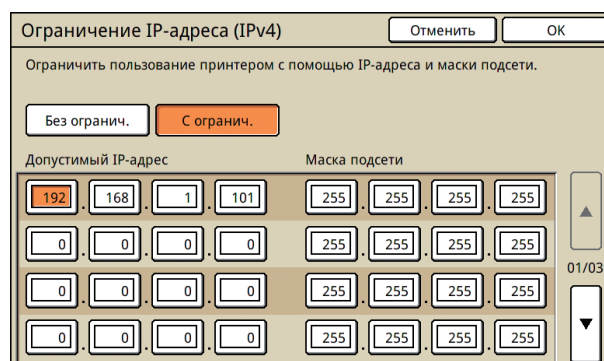 Ограничение IP-адреса (IPv4) Отменить OK
Ограничить пользование принтером с помощью IP-адреса и маски подсети.
Без огранич. С огранич.
Допустимый IP-адрес Маска подсети
192 . 168 . 1 . 101 255 . 255 . 255 . 255
0 . 0 . 0 . 0 255 . 255 . 255 . 255
01/03
0 . 0 . 0 . 0 255 . 255 . 255 . 255
0 . 0 . 0 . 0 255 . 255 . 255 . 255